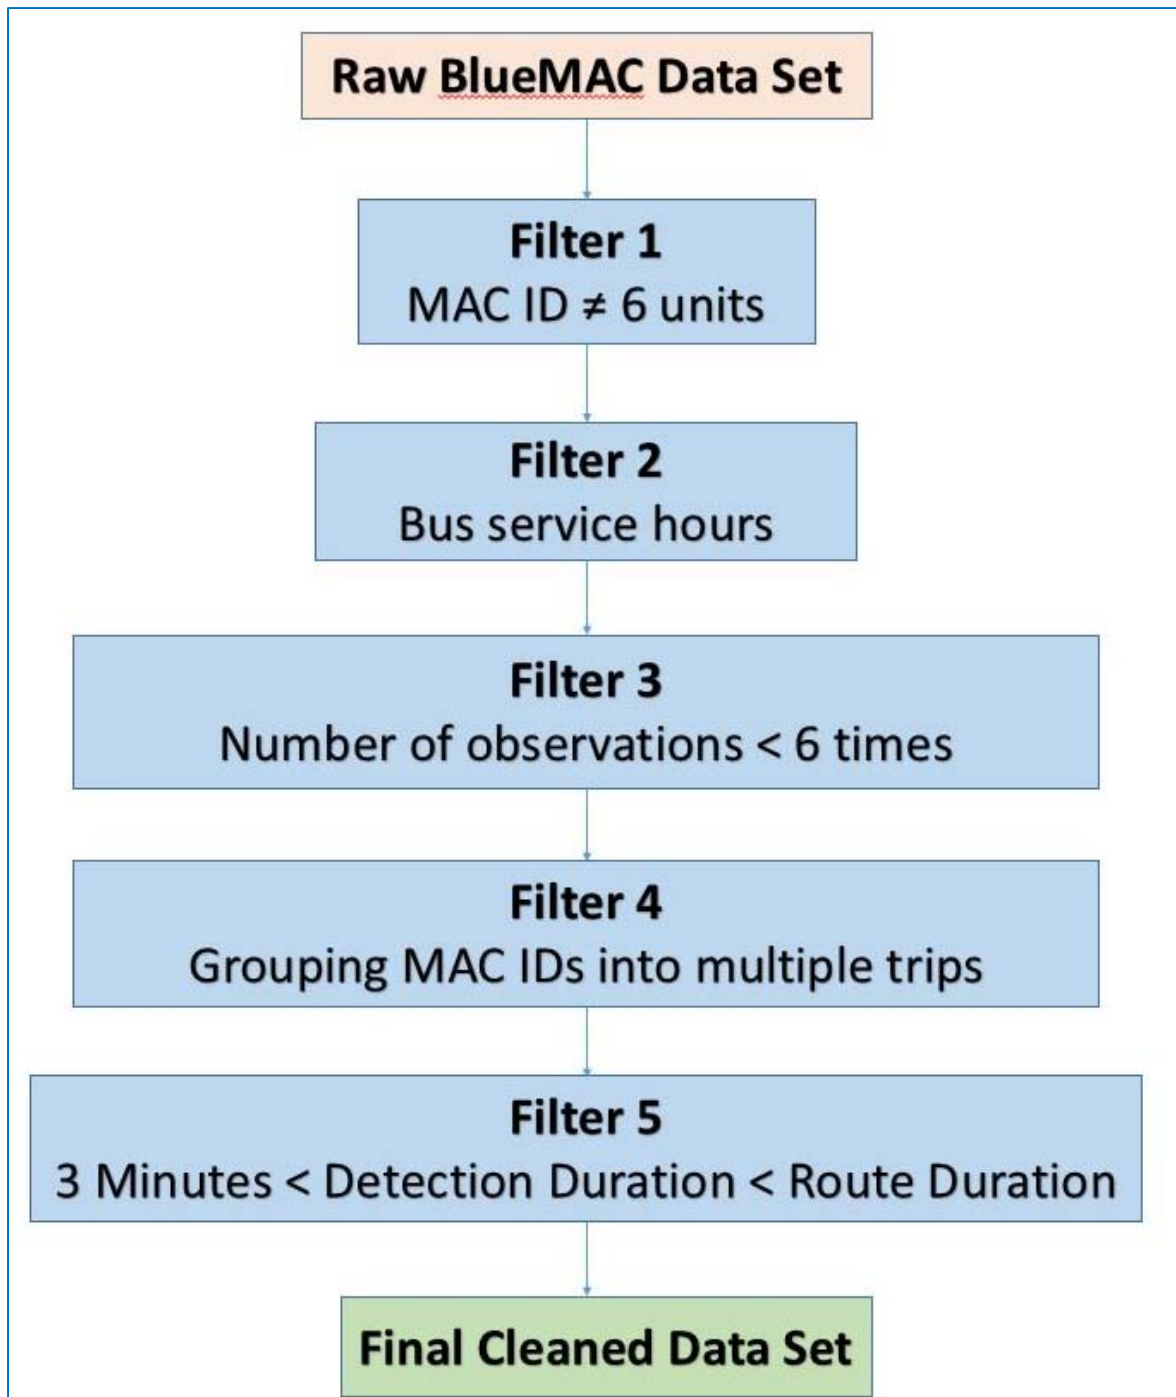 Raw BlueMAC Data Set
Filter 1
MAC ID ≠ 6 units
Filter 2
Bus service hours
Filter 3
Number of observations < 6 times
Filter 4
Grouping MAC IDs into multiple trips
Filter 5
3 Minutes < Detection Duration < Route Duration
Final Cleaned Data Set